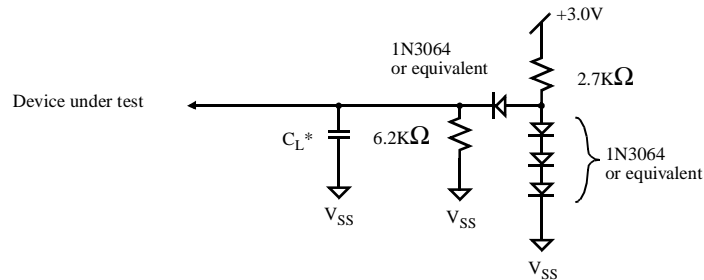 +3.0V
1N3064
or equivalent
2.7KΩ
Device under test
C_L*
6.2KΩ
1N3064
or equivalent
V_SS
V_SS
V_SS